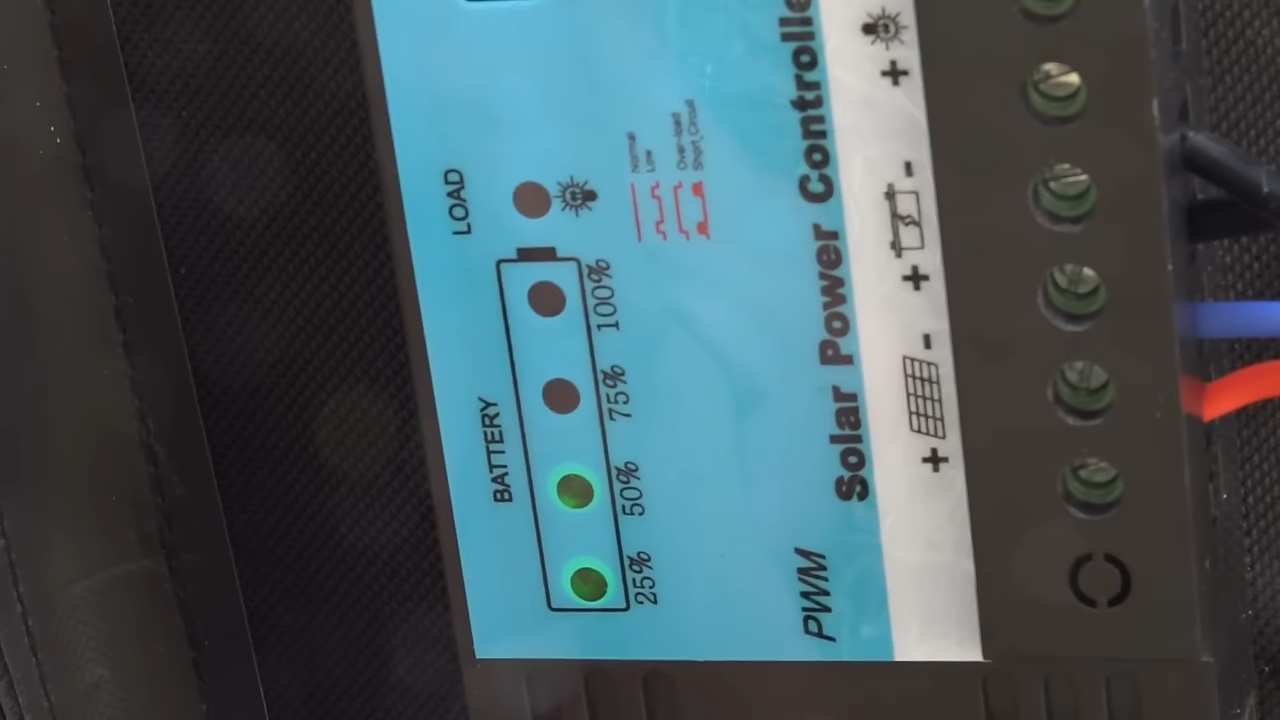 LOAD
BATTERY
25% 50% 75% 100%
Normal
Low
Over-load
Short Circuit
PWM Solar Power Controlle
+ - + - +